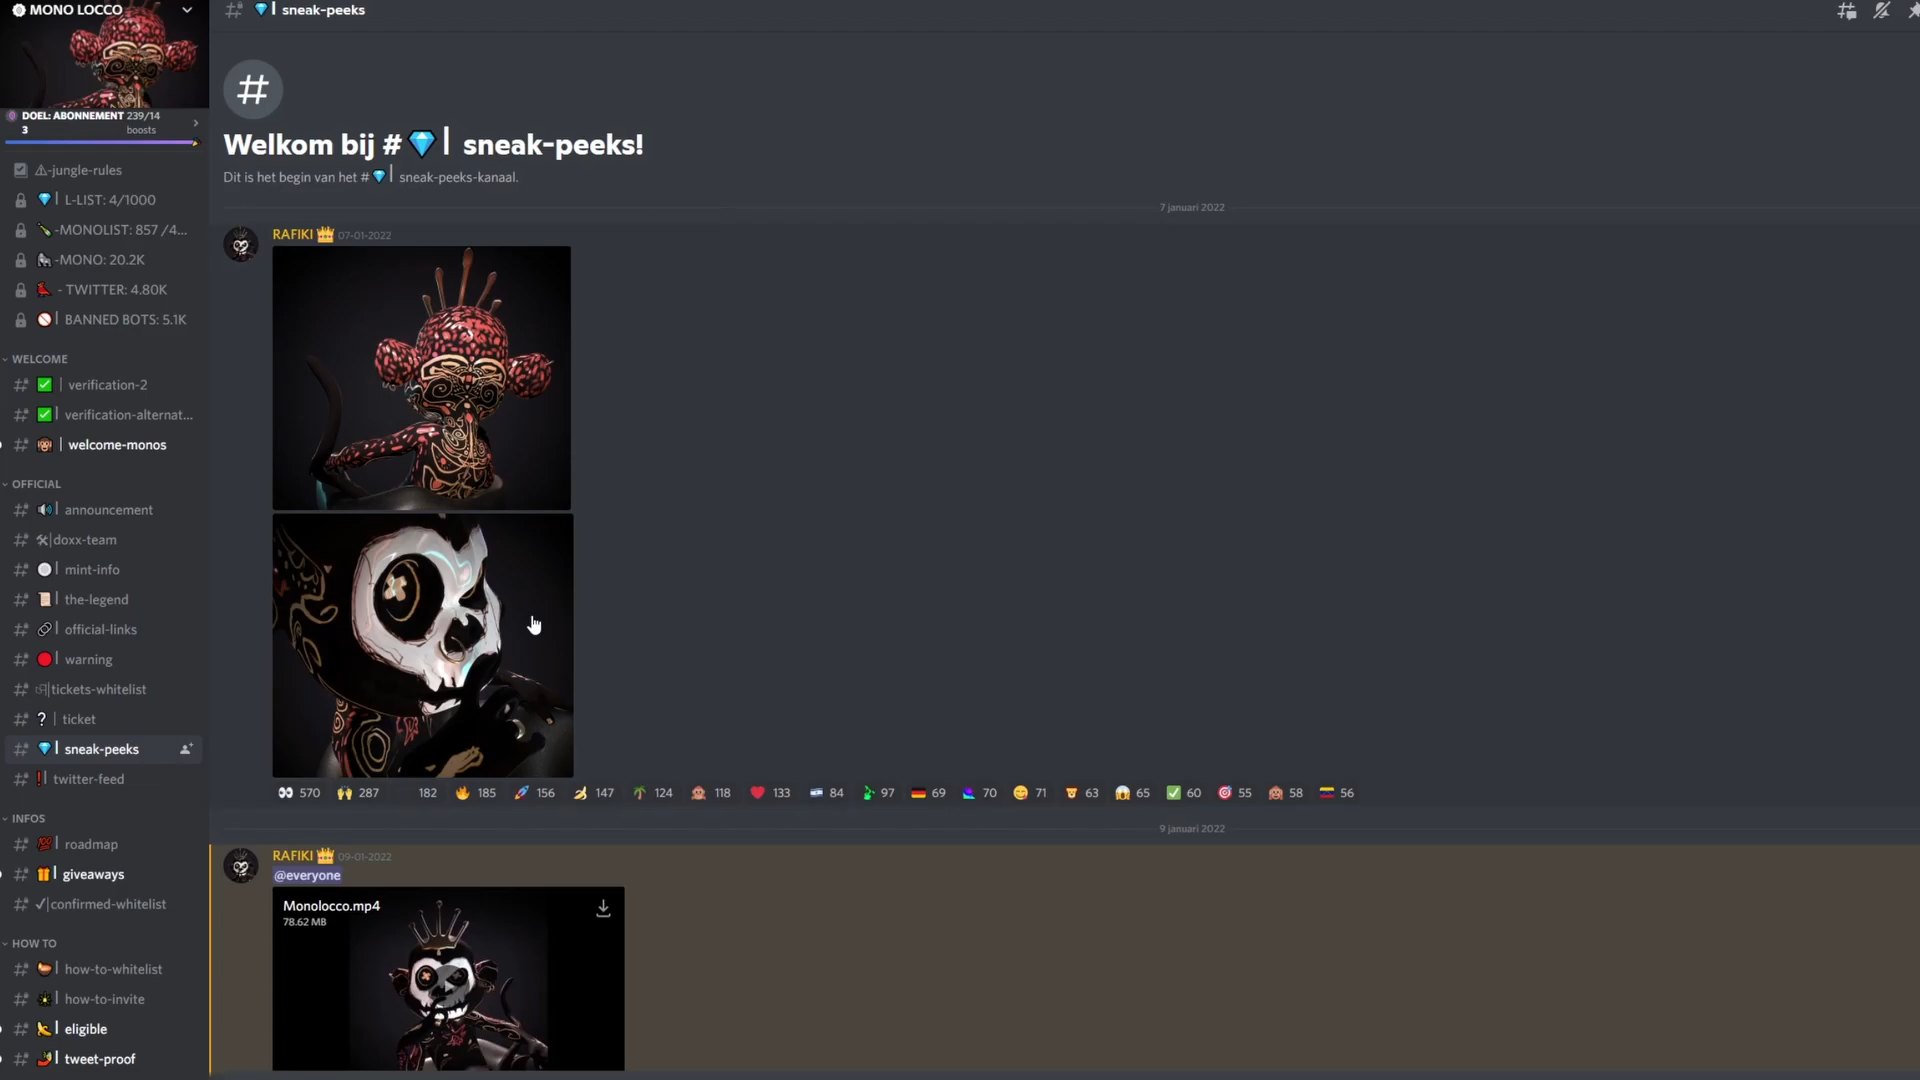 MONO LOCCO
DOEL: ABONNEMENT 3
239/14 boosts
⚠-jungle-rules
L-LIST: 4/1000
-MONOLIST: 857 /4...
-MONO: 20.2K
- TWITTER: 4.80K
BANNED BOTS: 5.1K
WELCOME
verification-2
verification-alternat...
welcome-monos
OFFICIAL
announcement
doxx-team
mint-info
the-legend
official-links
warning
tickets-whitelist
ticket
sneak-peeks
twitter-feed
INFOS
roadmap
giveaways
confirmed-whitelist
HOW TO
how-to-whitelist
how-to-invite
eligible
tweet-proof
sneak-peeks
Welkom bij #💎| sneak-peeks!
Dit is het begin van het #💎| sneak-peeks-kanaal.
7 januari 2022
RAFIKI 07-01-2022
570 287 182 185 156 147 124 118 133 84 97 69 70 71 63 65 60 55 58 56
9 januari 2022
RAFIKI 09-01-2022
@everyone
Monolocco.mp4
78.62 MB